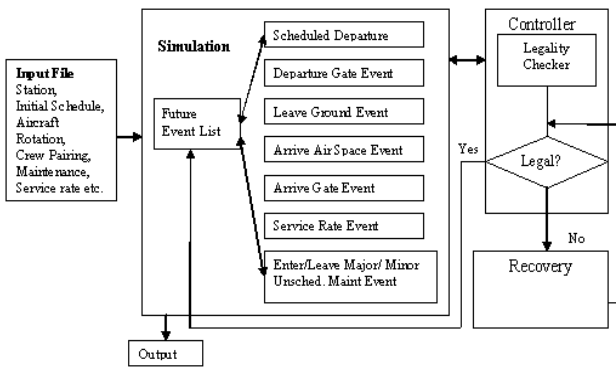 Input File
Station,
Initial Schedule,
Aircraft
Rotation,
Crew Pairing,
Maintenance,
Service rate etc.
Simulation
Future
Event List
Scheduled Departure
Departure Gate Event
Leave Ground Event
Arrive Air Space Event
Arrive Gate Event
Service Rate Event
Enter/Leave Major/ Minor
Unsched. Maint Event
Output
Controller
Legality
Checker
Legal?
Yes
No
Recovery